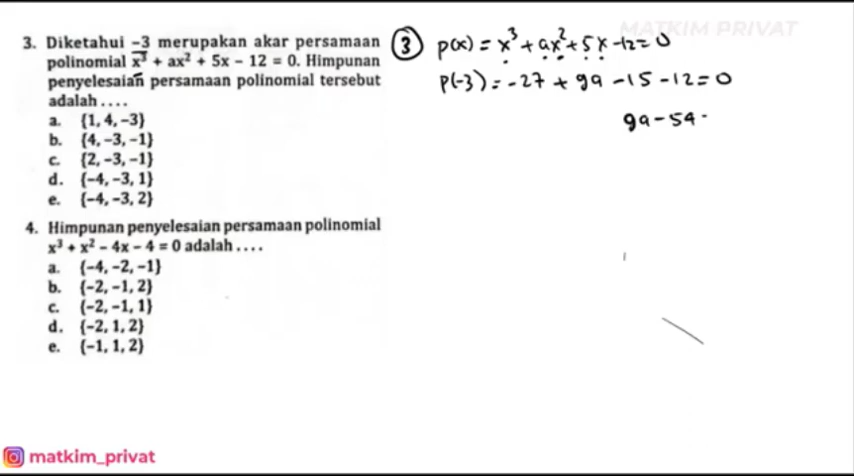 3. Diketahui -3 merupakan akar persamaan
polinomial x³ + ax² + 5x – 12 = 0. Himpunan
penyelesaian persamaan polinomial tersebut
adalah ....
a. {1, 4, –3}
b. {4, –3, –1}
c. {2, –3, –1}
d. {–4, –3, 1}
e. {–4, –3, 2}
4. Himpunan penyelesaian persamaan polinomial
x³ + x² – 4x – 4 = 0 adalah ....
a. {–4, –2, –1}
b. {–2, –1, 2}
c. {–2, –1, 1}
d. {–2, 1, 2}
e. {–1, 1, 2}
MATKIM PRIVAT
③ p(x) = x³ + ax² + 5x - 12 = 0
p(-3) = -27 + 9a - 15 - 12 = 0
9a - 54 -
matkim_privat